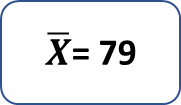 X̅ = 79